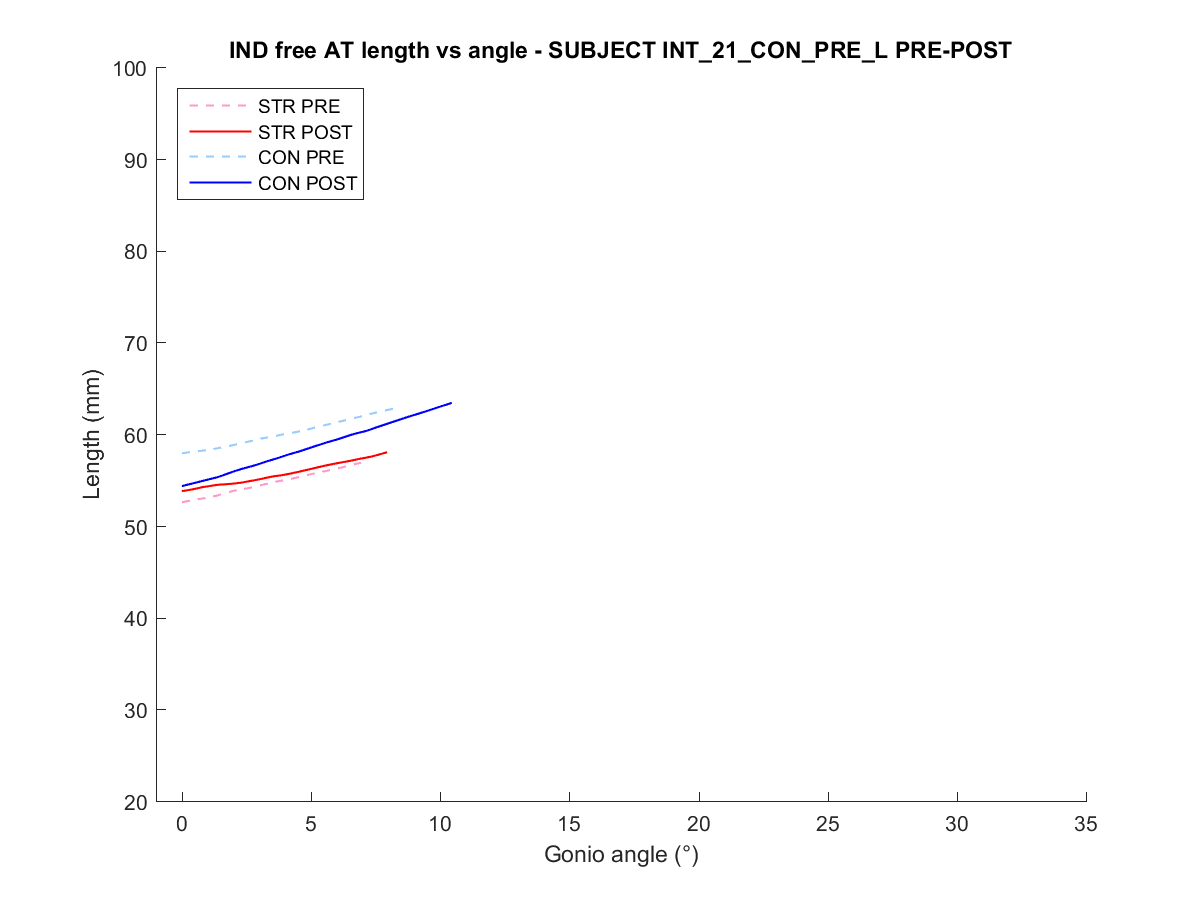 IND free AT length vs angle - SUBJECT INT_21_CON_PRE_L PRE-POST
100
90
80
70
60
50
40
30
20
Length (mm)
STR PRE
STR POST
CON PRE
CON POST
0
5
10
15
20
25
30
35
Gonio angle (°)